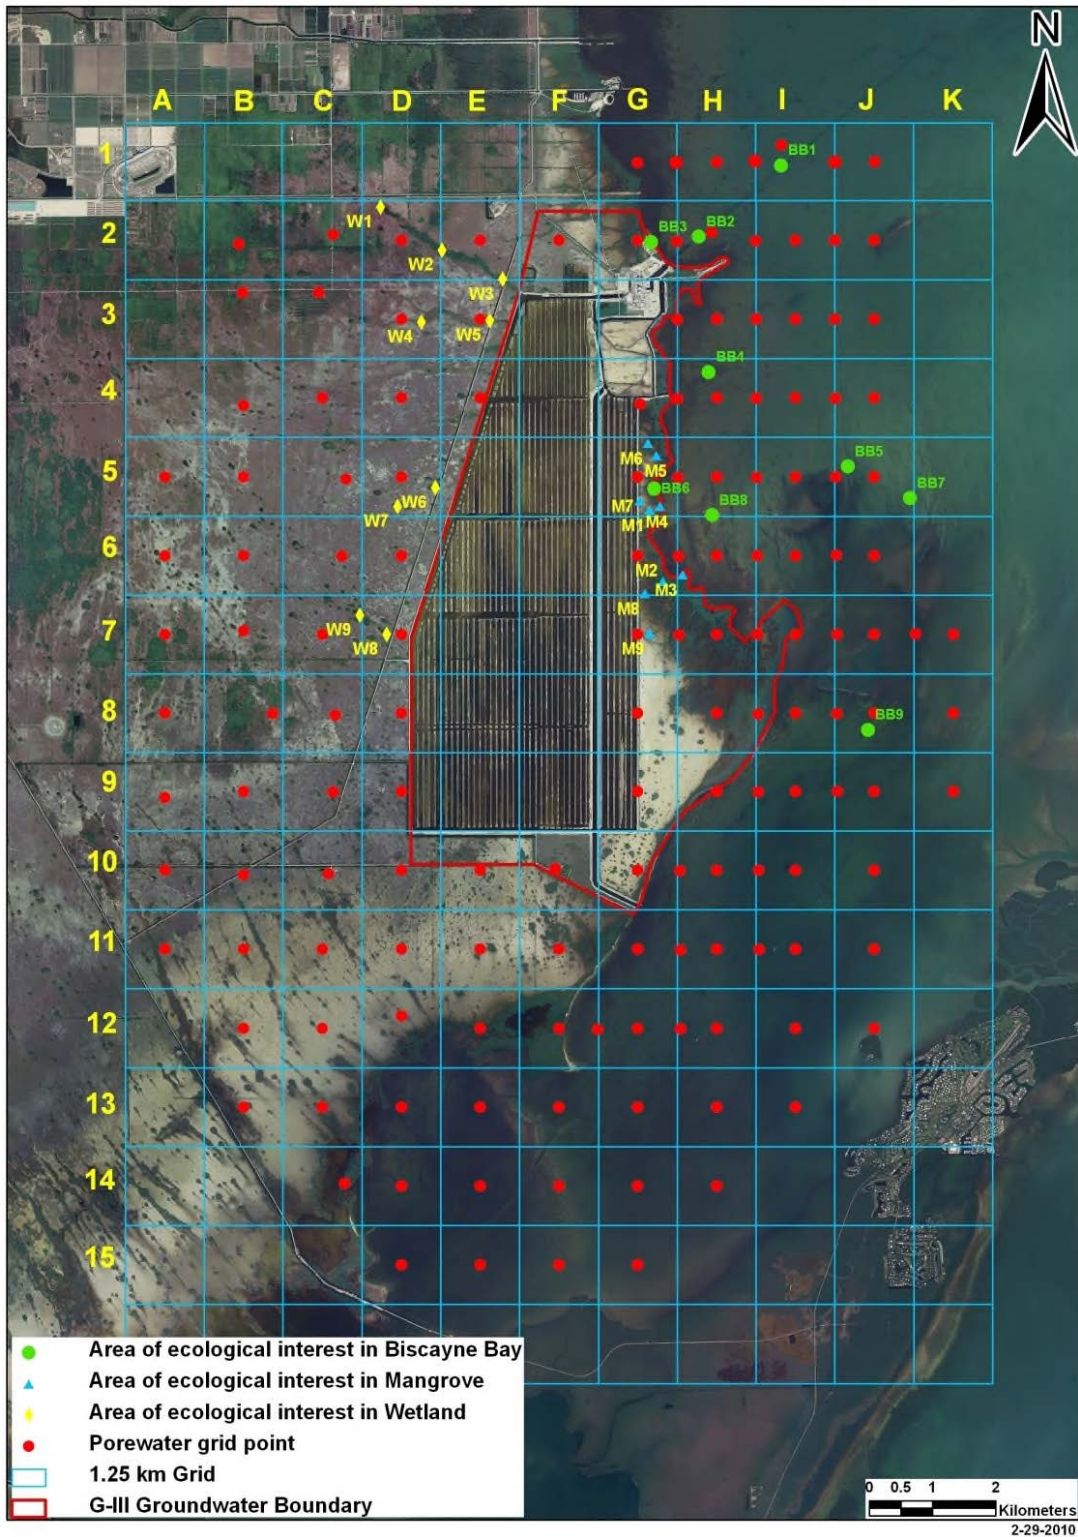 N
A B C D E F G H I J K
1
BB1
2
W1
BB3
BB2
W2
W3
3
W4
W5
BB4
4
5
M6
M5
BB5
W6
BB6
BB7
W7
M7
BB8
M1
M4
6
M2
M3
M8
7
W9
W8
M9
8
BB9
9
10
11
12
13
14
15
Area of ecological interest in Biscayne Bay
Area of ecological interest in Mangrove
Area of ecological interest in Wetland
Porewater grid point
1.25 km Grid
G-III Groundwater Boundary
0 0.5 1 2
Kilometers
2-29-2010